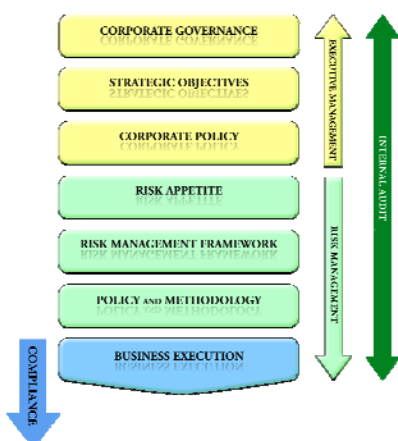 CORPORATE GOVERNANCE
STRATEGIC OBJECTIVES
CORPORATE POLICY
RISK APPETITE
RISK MANAGEMENT FRAMEWORK
POLICY AND METHODOLOGY
BUSINESS EXECUTION
COMPLIANCE
EXECUTIVE MANAGEMENT
RISK MANAGEMENT
INTERNAL AUDIT